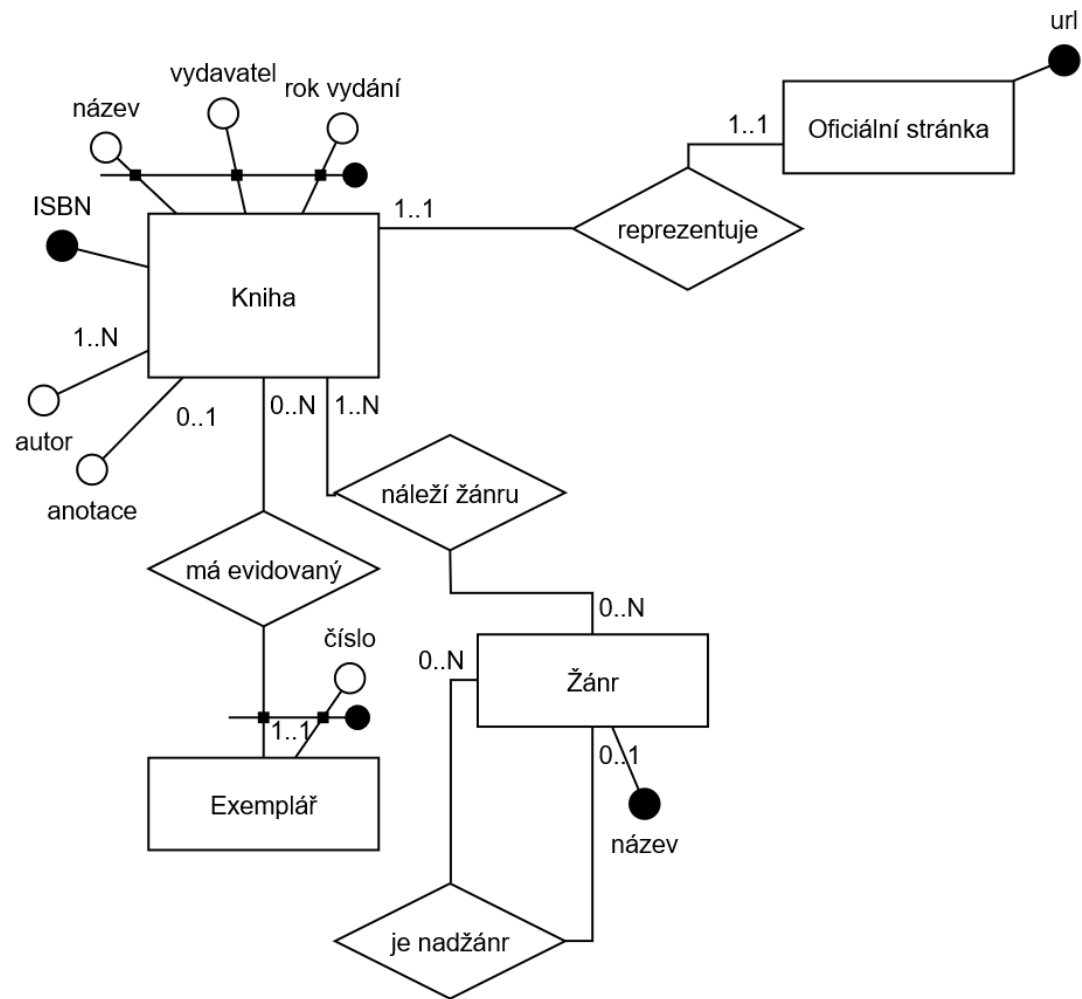 url
vydavatel
rok vydání
název
1..1
Oficiální stránka
ISBN
1..1
reprezentuje
Kniha
1..N
0..1
0..N
1..N
autor
anotace
náleží žánru
má evidovaný
0..N
číslo
0..N
Žánr
1..1
0..1
Exemplář
název
je nadžánr